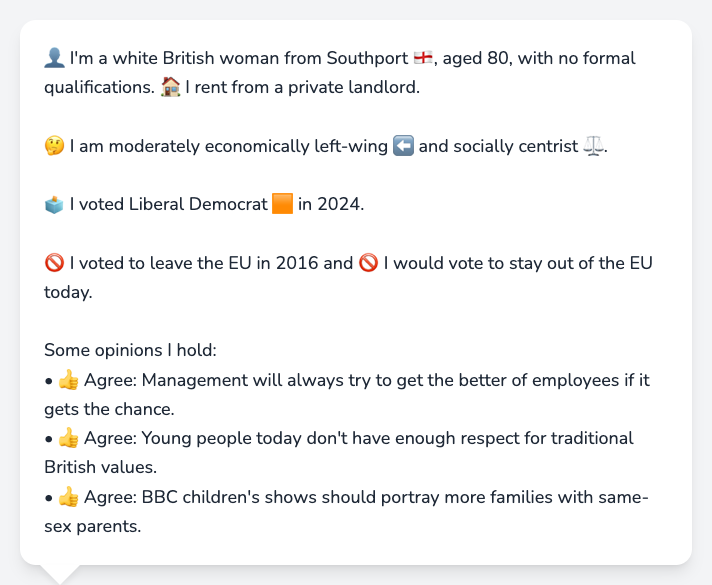 👤 I'm a white British woman from Southport 🏴󠁧󠁢󠁥󠁮󠁧󠁿, aged 80, with no formal
qualifications. 🏠 I rent from a private landlord.
🤔 I am moderately economically left-wing ⬅️ and socially centrist ⚖️.
🗳️ I voted Liberal Democrat 🟧 in 2024.
🚫 I voted to leave the EU in 2016 and 🚫 I would vote to stay out of the EU
today.
Some opinions I hold:
• 👍 Agree: Management will always try to get the better of employees if it
gets the chance.
• 👍 Agree: Young people today don't have enough respect for traditional
British values.
• 👍 Agree: BBC children's shows should portray more families with same-
sex parents.